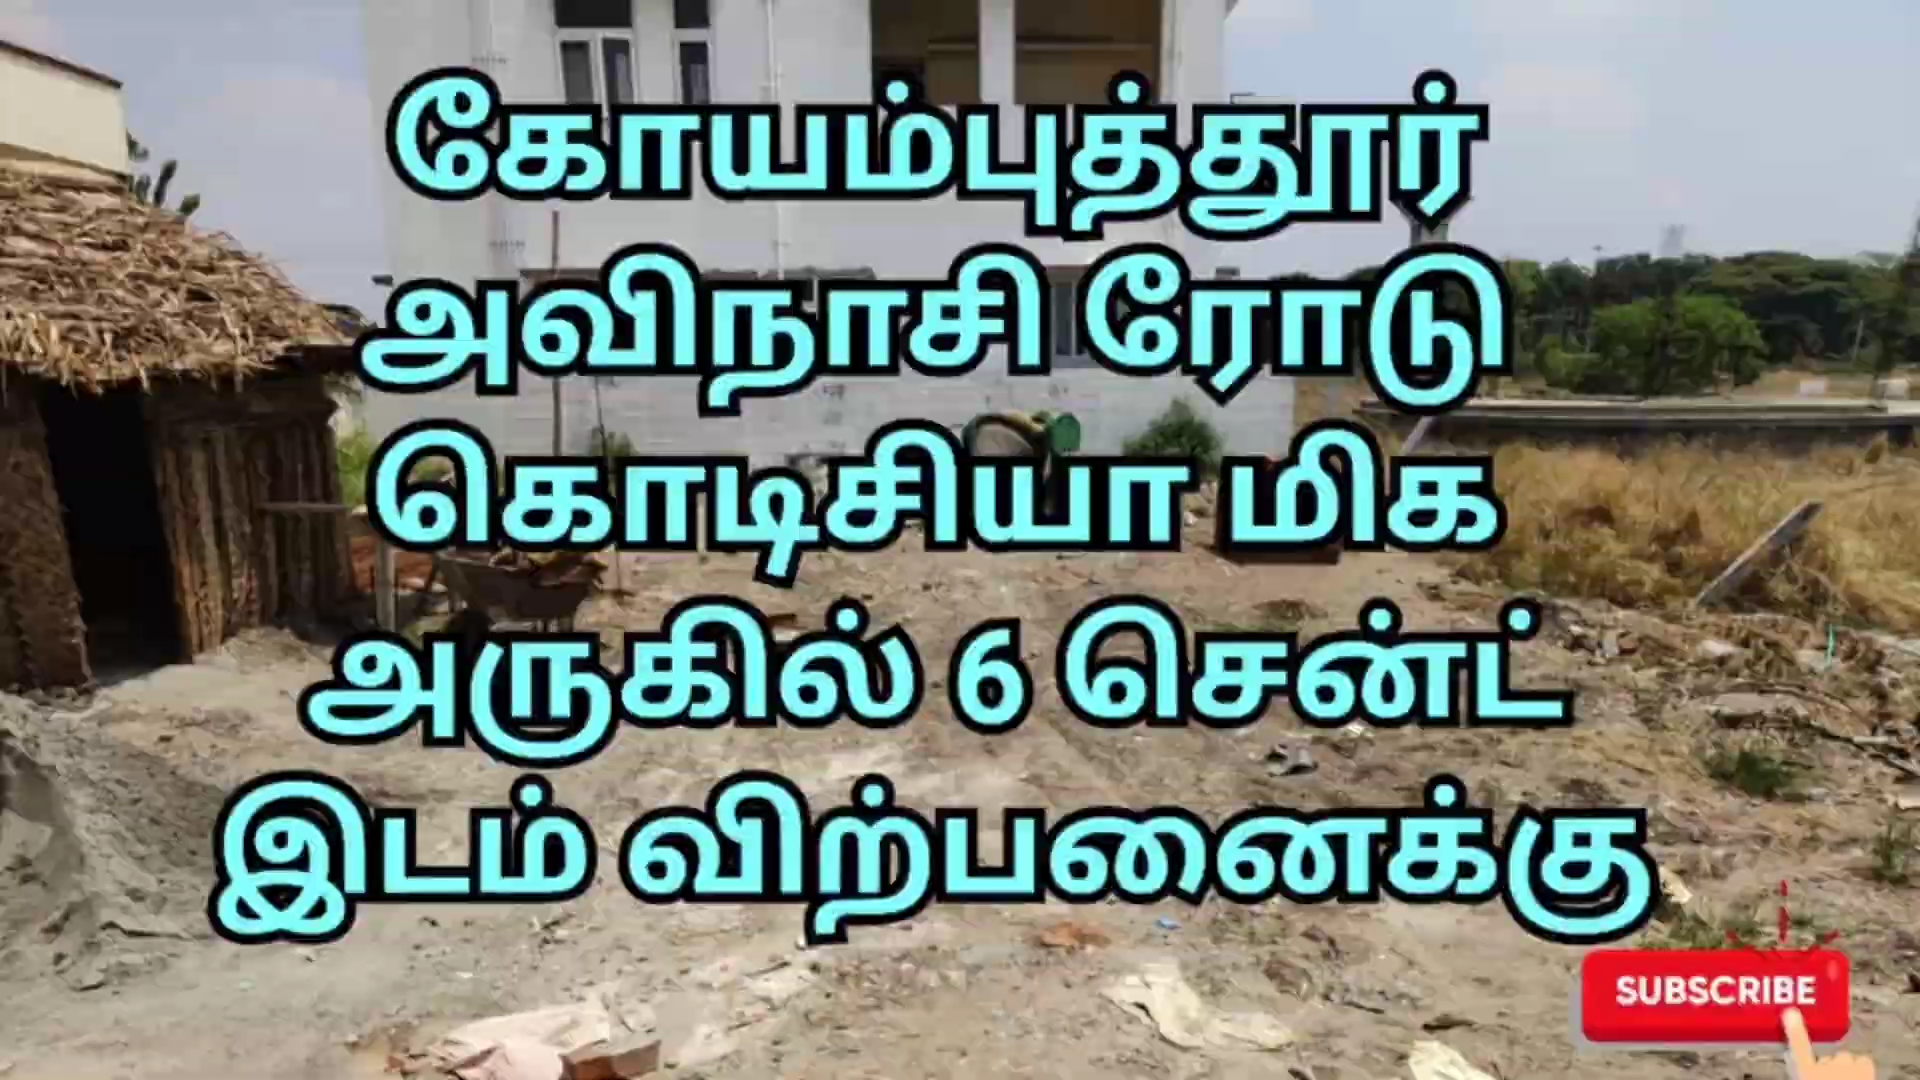 கோயம்புத்தூர்
அவிநாசி ரோடு
கொடிசியா மிக
அருகில் 6 சென்ட்
இடம் விற்பனைக்கு
SUBSCRIBE